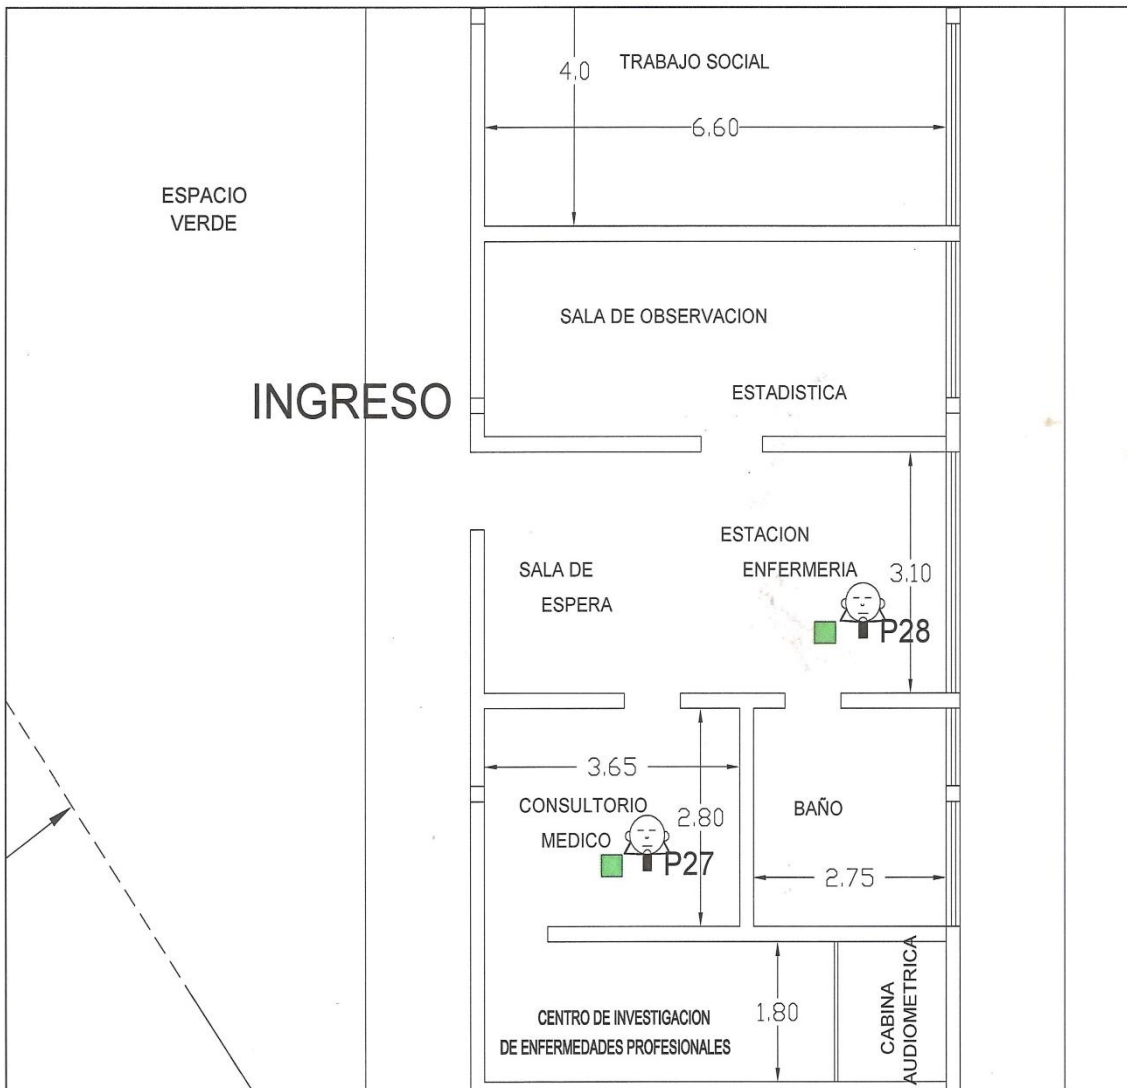 TRABAJO SOCIAL
4.0
6.60
ESPACIO
VERDE
SALA DE OBSERVACION
INGRESO
ESTADISTICA
ESTACION
ENFERMERIA
SALA DE
ESPERA
3.10
P28
3.65
CONSULTORIO
MEDICO
2.80
BAÑO
P27
2.75
CENTRO DE INVESTIGACION
DE ENFERMEDADES PROFESIONALES
1.80
CABINA
AUDIOMETRICA